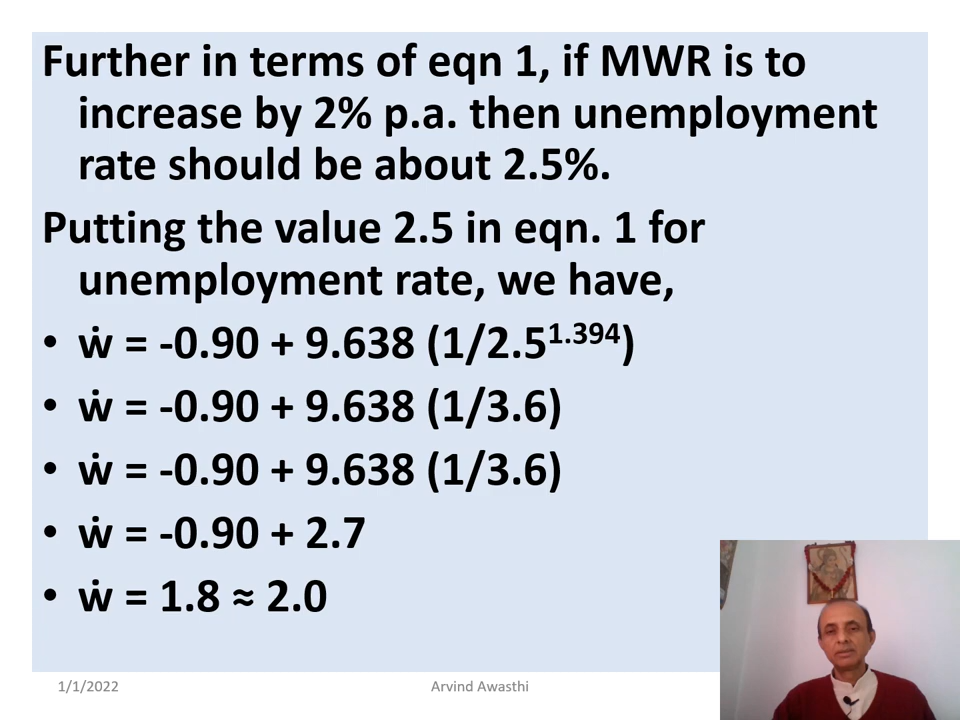 Further in terms of eqn 1, if MWR is to
increase by 2% p.a. then unemployment
rate should be about 2.5%.
Putting the value 2.5 in eqn. 1 for
unemployment rate, we have,
• ẇ = -0.90 + 9.638 (1/2.5^1.394)
• ẇ = -0.90 + 9.638 (1/3.6)
• ẇ = -0.90 + 9.638 (1/3.6)
• ẇ = -0.90 + 2.7
• ẇ = 1.8 ≈ 2.0
1/1/2022
Arvind Awasthi